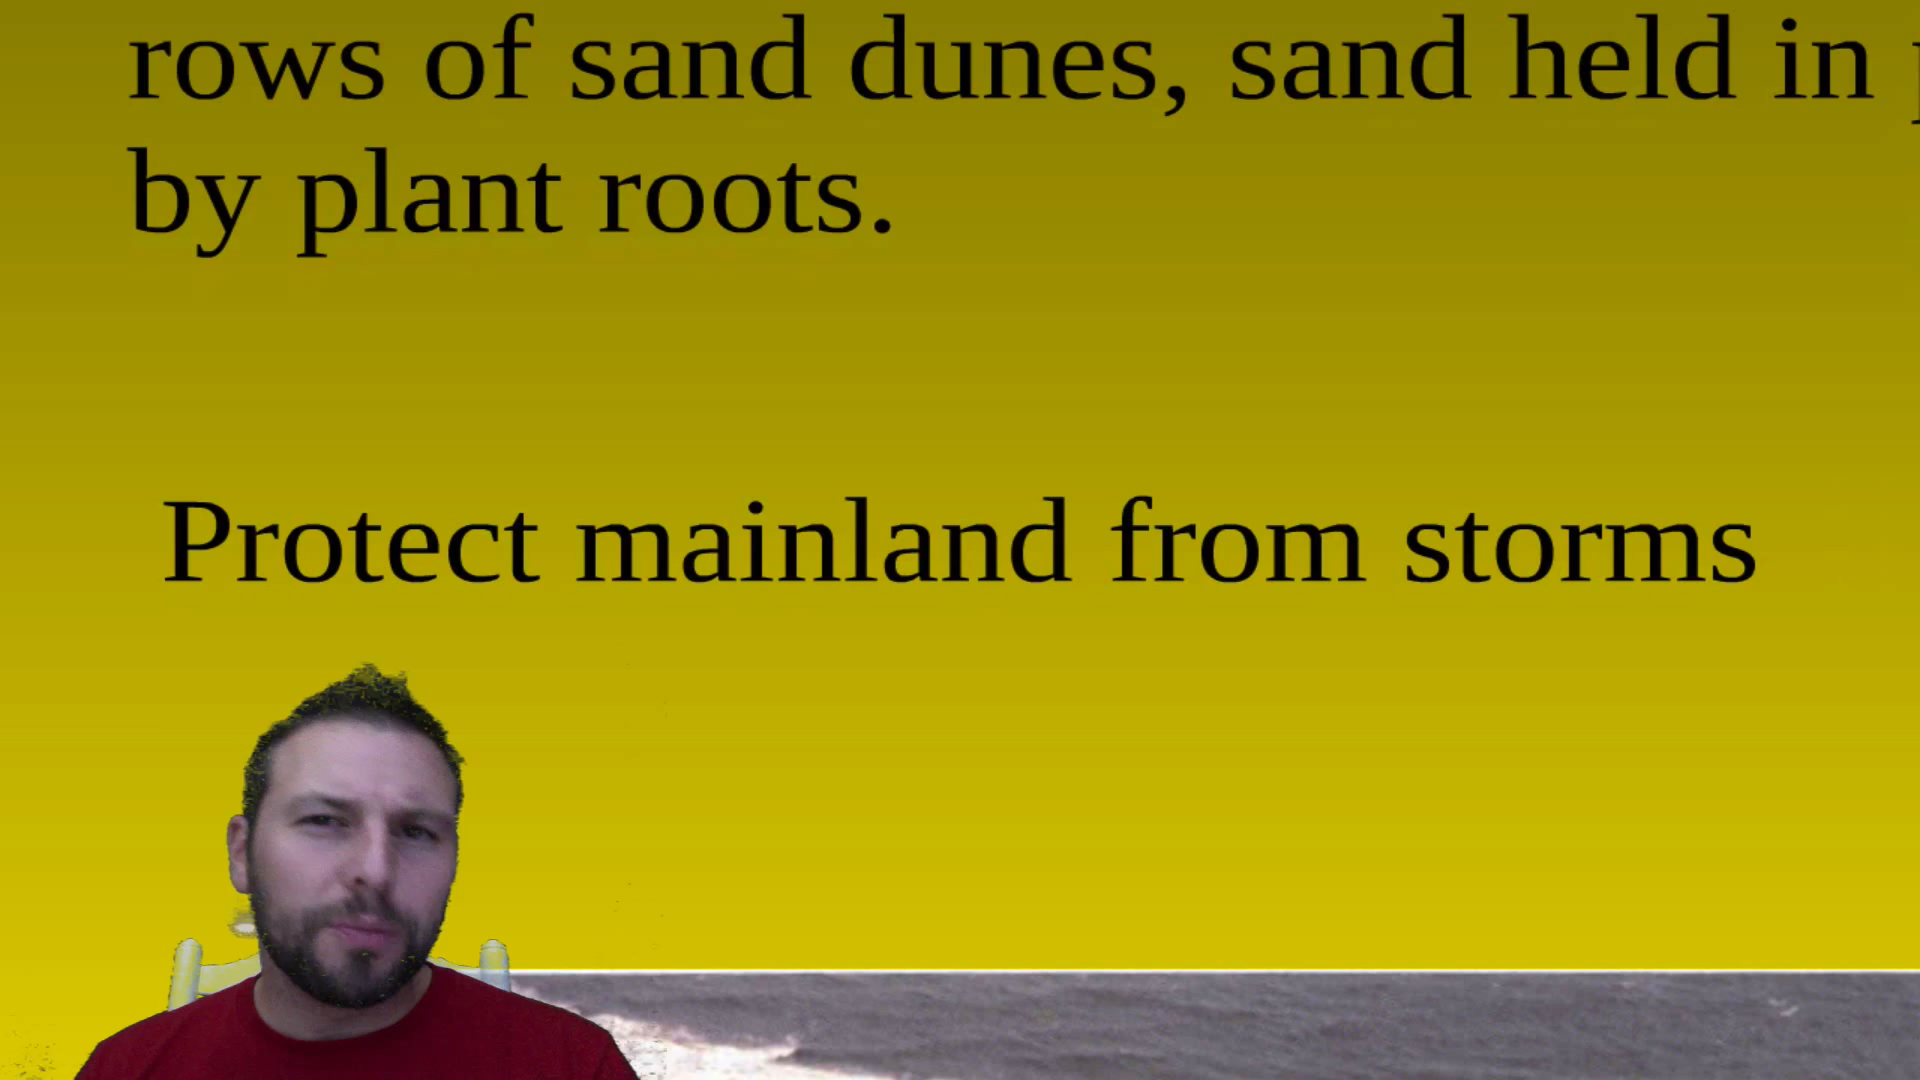 rows of sand dunes, sand held in
by plant roots.
Protect mainland from storms